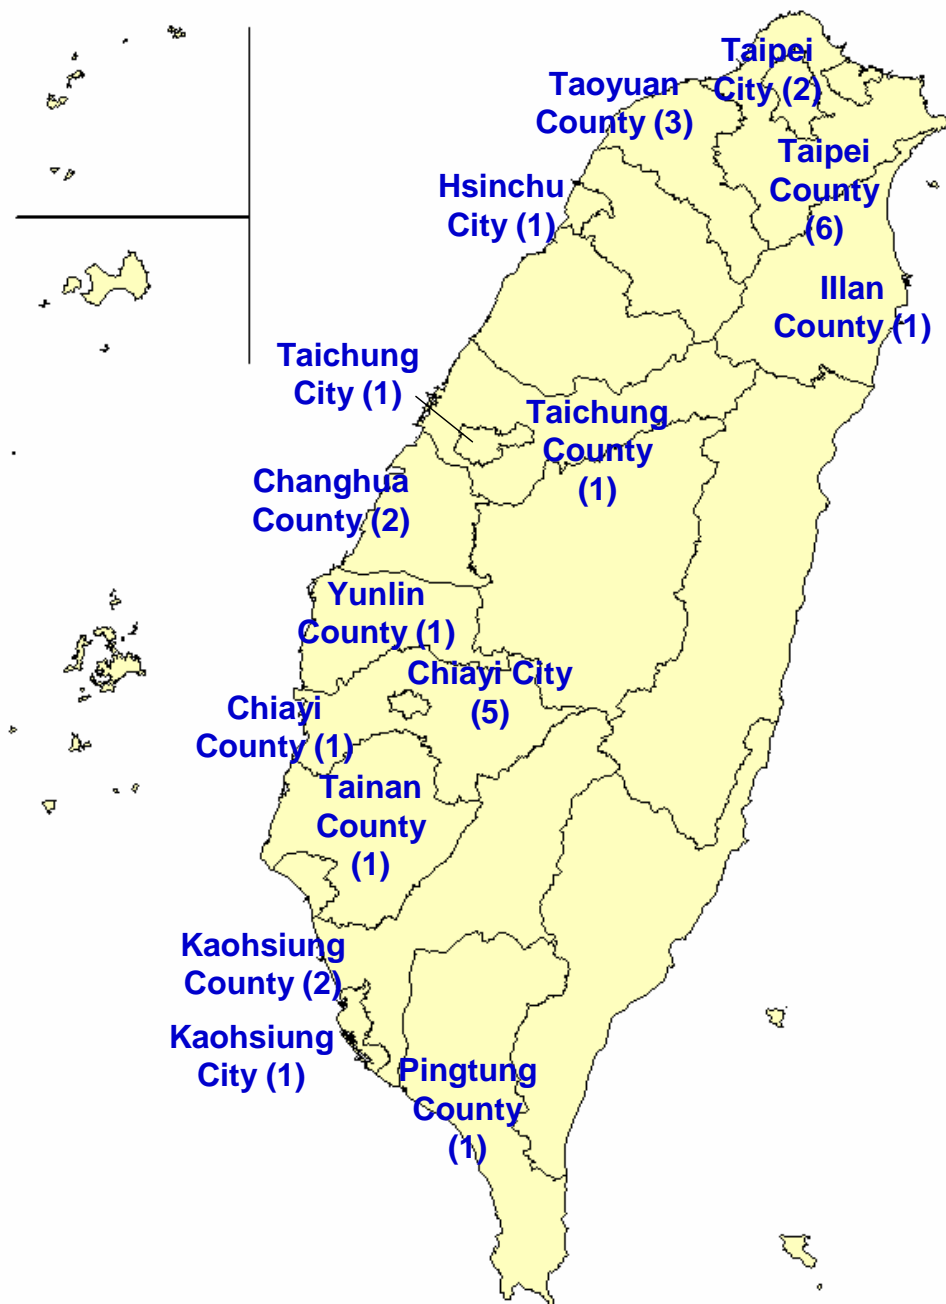 Taipei
City (2)
Taoyuan
County (3)
Taipei
County
(6)
Hsinchu
City (1)
Illan
County (1)
Taichung
City (1)
Taichung
County
(1)
Changhua
County (2)
Yunlin
County (1)
Chiayi City
(5)
Chiayi
County (1)
Tainan
County
(1)
Kaohsiung
County (2)
Kaohsiung
City (1)
Pingtung
County
(1)